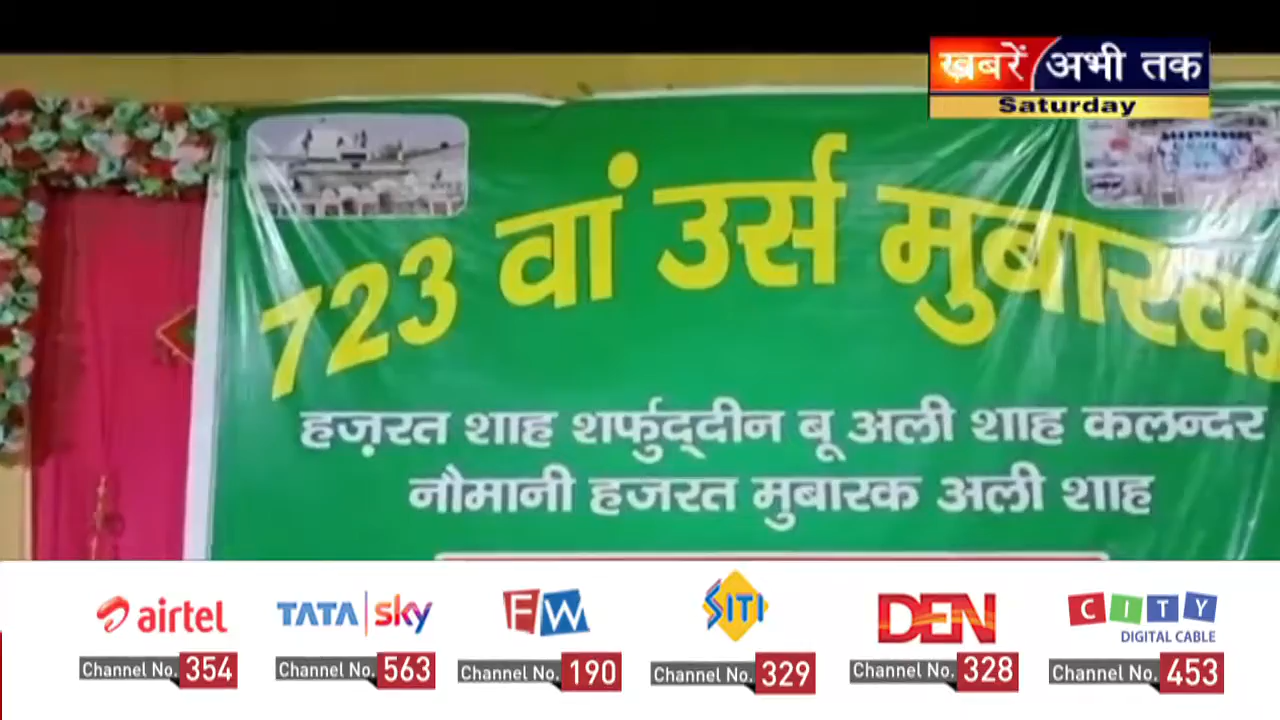 ख़बरें अभी तक
Saturday
723 वां उर्स मुबारक
हज़रत शाह शर्फुद्दीन बू अली शाह कलन्दर
नौमानी हजरत मुबारक अली शाह
airtel TATA sky FW SITI DEN CITY
DIGITAL CABLE
Channel No. 354 Channel No. 563 Channel No. 190 Channel No. 329 Channel No. 328 Channel No. 453